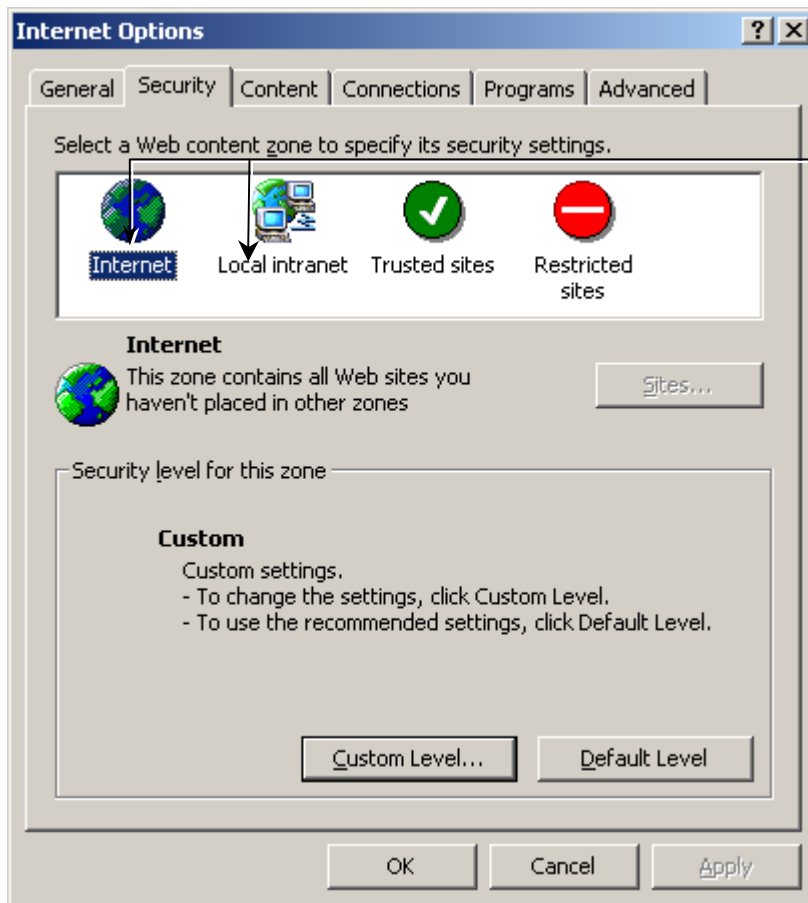 Internet Options
General Security Content Connections Programs Advanced
Select a Web content zone to specify its security settings.
Internet Local intranet Trusted sites Restricted
sites
Internet
This zone contains all Web sites you
haven't placed in other zones
Sites...
Security level for this zone
Custom
Custom settings.
- To change the settings, click Custom Level.
- To use the recommended settings, click Default Level.
Custom Level... Default Level
OK Cancel Apply